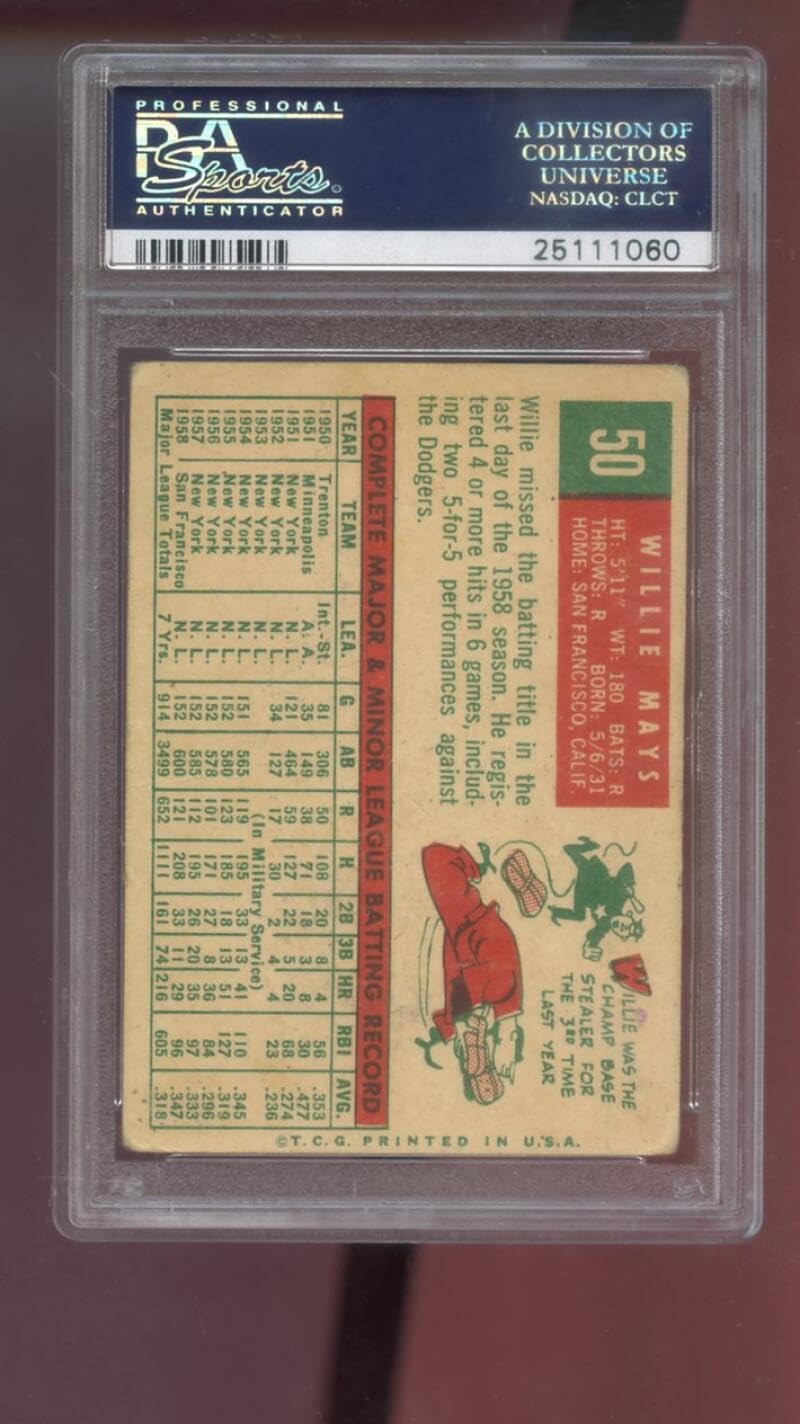 PROFESSIONAL
PSA
Sports
AUTHENTICATOR
A DIVISION OF
COLLECTORS
UNIVERSE
NASDAQ: CLCT
25111060
50
WILLIE MAYS
HT: 5'11" WT: 180 BATS: R
THROWS: R BORN: 5/6/31
HOME: SAN FRANCISCO, CALIF.
Willie missed the batting title in the
last day of the 1958 season. He regis-
tered 4 or more hits in 6 games, includ-
ing two 5-for-5 performances against
the Dodgers.
WILLIE WAS THE
CHAMP BASE
STEALER FOR
THE 3RD TIME
LAST YEAR
COMPLETE MAJOR & MINOR LEAGUE BATTING RECORD
YEAR TEAM LEA. G AB R H 2B 3B HR RBI AVG.
1950 Trenton Int.-St. 81 306 50 108 20 8 4 56 .353
1951 Minneapolis A. A. 35 149 38 71 18 3 8 30 .477
1951 New York N. L. 121 464 59 127 22 5 20 68 .274
1952 New York N. L. 34 127 17 30 2 4 4 23 .236
1953 New York N. L. (In Military Service)
1954 New York N. L. 151 565 119 195 33 13 41 110 .345
1955 New York N. L. 152 580 123 185 18 13 51 127 .319
1956 New York N. L. 152 578 101 171 27 8 36 84 .296
1957 New York N. L. 152 585 112 195 26 20 35 97 .333
1958 San Francisco N. L. 152 600 121 208 33 11 29 96 .347
Major League Totals 7 Yrs. 914 3499 652 1111 161 74 216 605 .318
©T.C.G. PRINTED IN U.S.A.